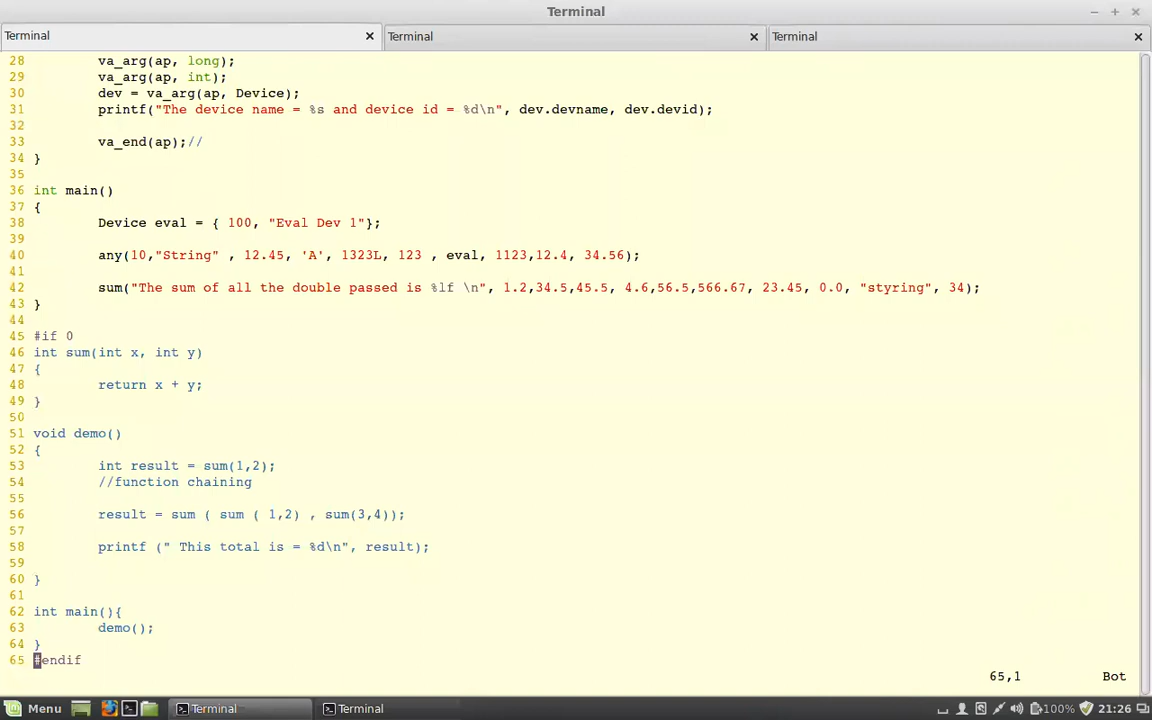 Terminal
Terminal
Terminal
Terminal
28 va_arg(ap, long);
29 va_arg(ap, int);
30 dev = va_arg(ap, Device);
31 printf("The device name = %s and device id = %d\n", dev.devname, dev.devid);
32
33 va_end(ap);//
34 }
35
36 int main()
37 {
38 Device eval = { 100, "Eval Dev 1"};
39
40 any(10,"String" , 12.45, 'A', 1323L, 123 , eval, 1123,12.4, 34.56);
41
42 sum("The sum of all the double passed is %lf \n", 1.2,34.5,45.5, 4.6,56.5,566.67, 23.45, 0.0, "styring", 34);
43 }
44
45 #if 0
46 int sum(int x, int y)
47 {
48 return x + y;
49 }
50
51 void demo()
52 {
53 int result = sum(1,2);
54 //function chaining
55
56 result = sum ( sum ( 1,2) , sum(3,4));
57
58 printf (" This total is = %d\n", result);
59
60 }
61
62 int main(){
63 demo();
64 }
65 #endif
65,1 Bot
Menu Terminal Terminal 100% 21:26